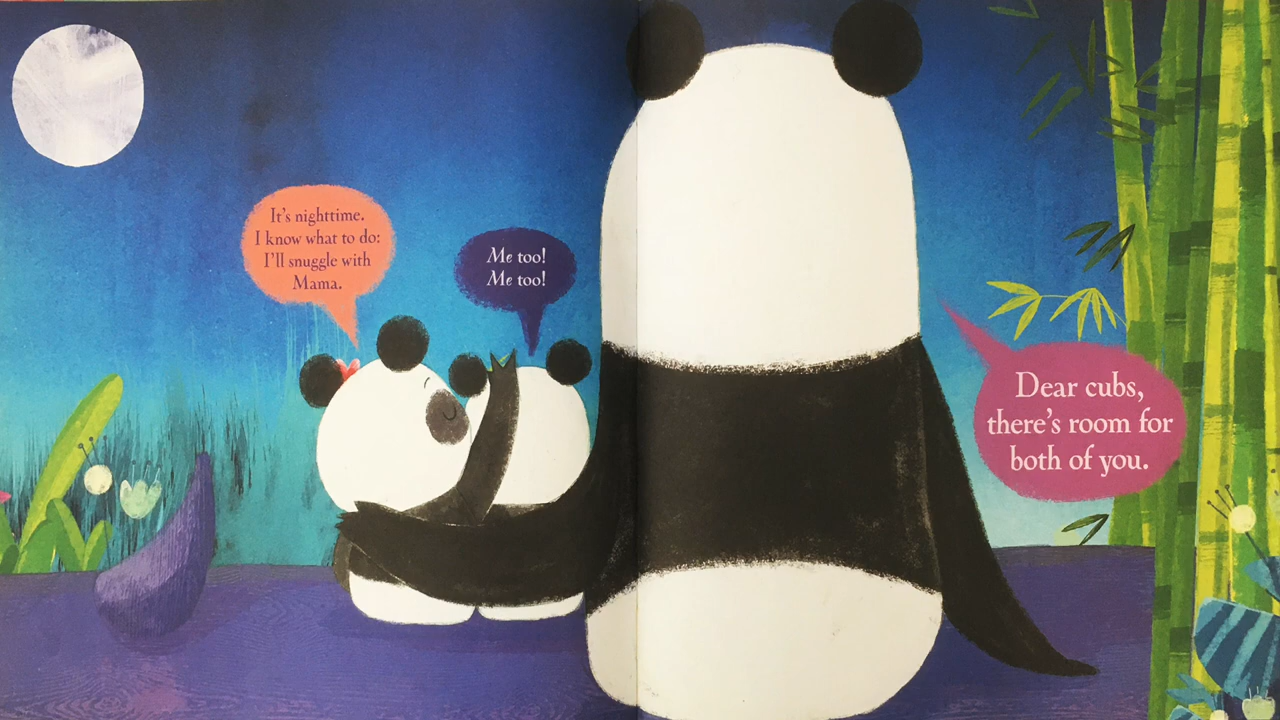 It's nighttime.
I know what to do:
I'll snuggle with
Mama.
Me too!
Me too!
Dear cubs,
there's room for
both of you.